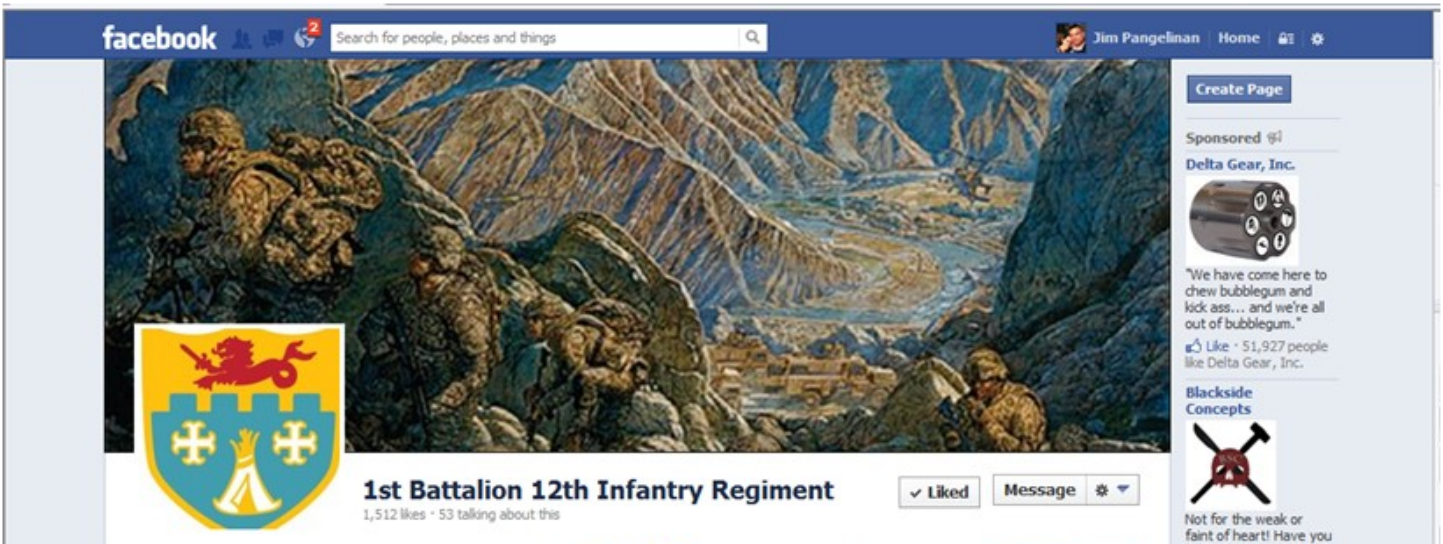 facebook
2
Search for people, places and things
Jim Pangelinan Home
Create Page
Sponsored
Delta Gear, Inc.
"We have come here to
chew bubblegum and
kick ass... and we're all
out of bubblegum."
Like · 51,927 people
like Delta Gear, Inc.
Blackside
Concepts
BSC
Not for the weak or
faint of heart! Have you
1st Battalion 12th Infantry Regiment
1,512 likes · 53 talking about this
✓ Liked
Message